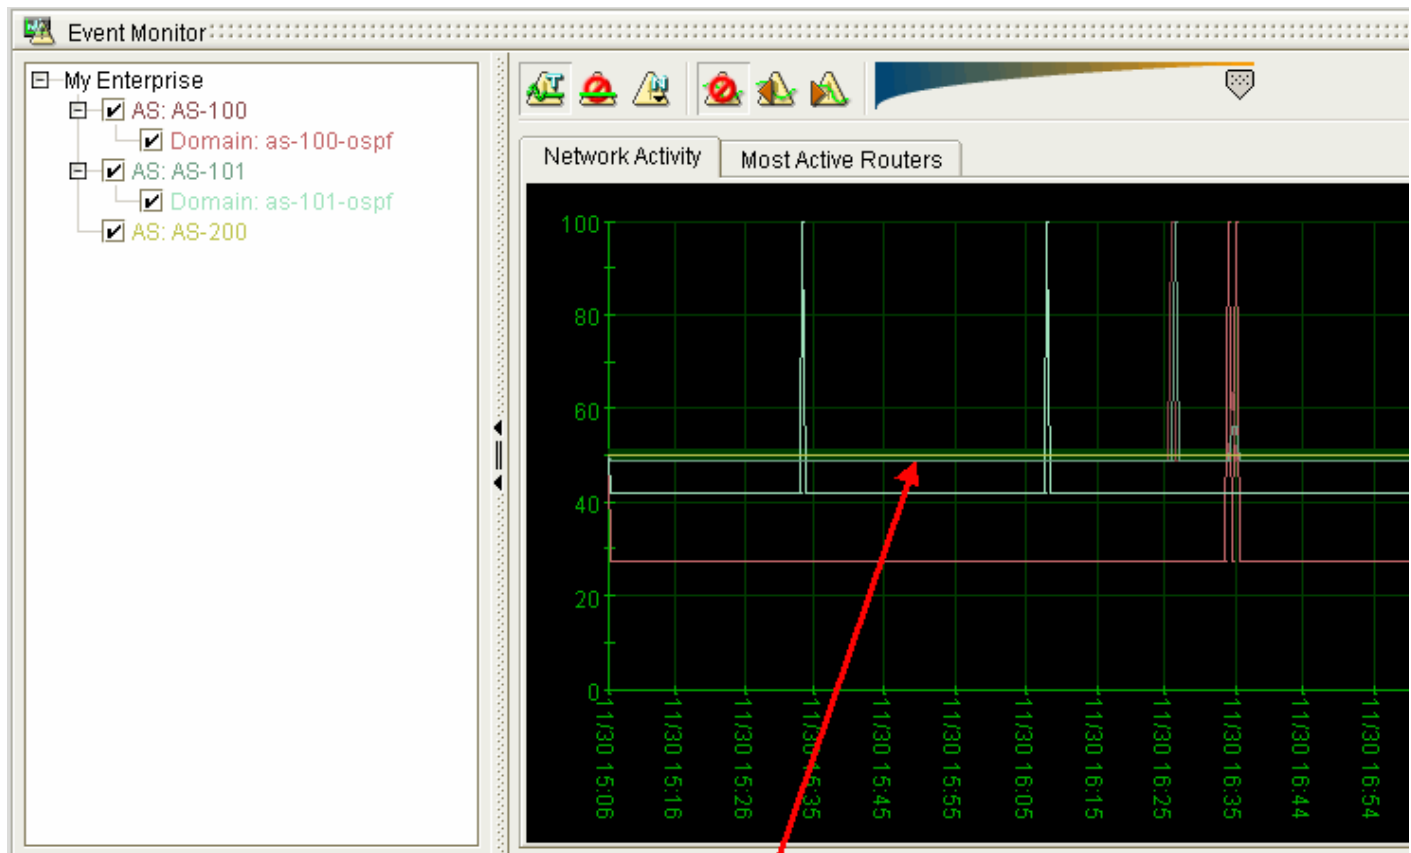 Event Monitor
My Enterprise
AS: AS-100
Domain: as-100-ospf
AS: AS-101
Domain: as-101-ospf
AS: AS-200
Network Activity
Most Active Routers
100
80
60
40
20
0
11/30 15:06
11/30 15:16
11/30 15:26
11/30 15:35
11/30 15:45
11/30 15:55
11/30 16:05
11/30 16:15
11/30 16:25
11/30 16:35
11/30 16:44
11/30 16:54